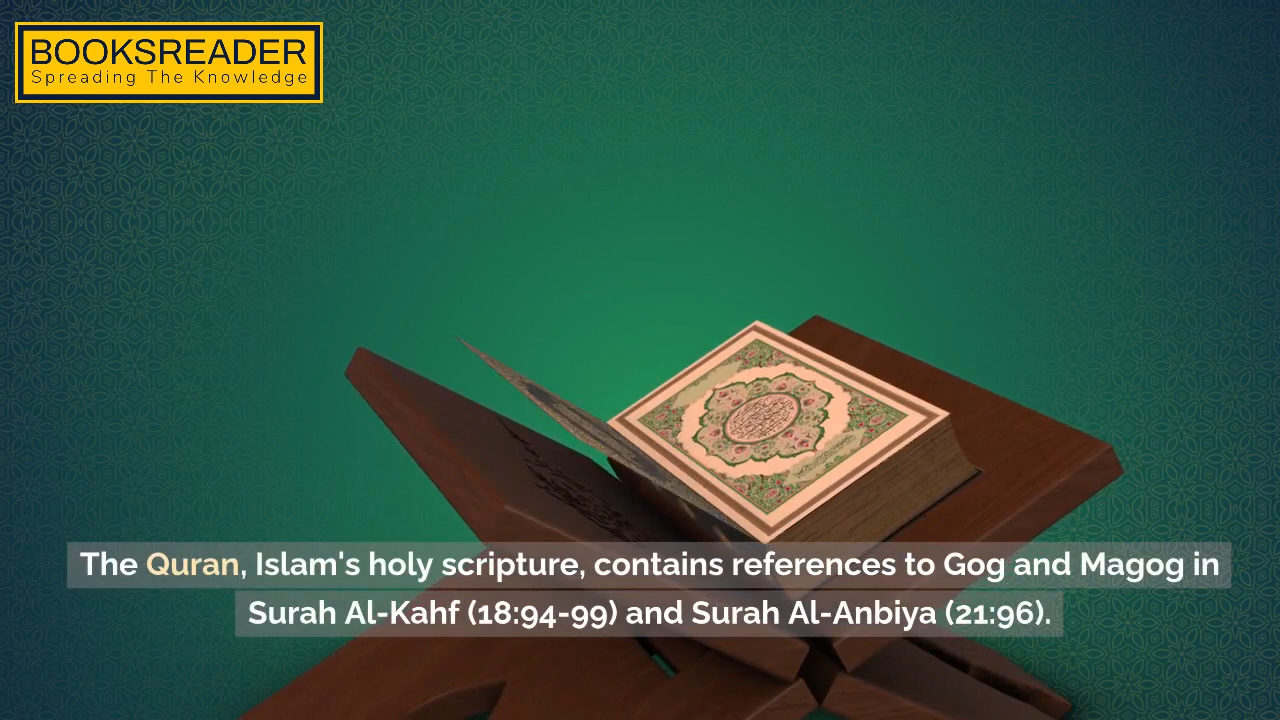 BOOKSREADER
Spreading The Knowledge
The Quran, Islam's holy scripture, contains references to Gog and Magog in
Surah Al-Kahf (18:94-99) and Surah Al-Anbiya (21:96).